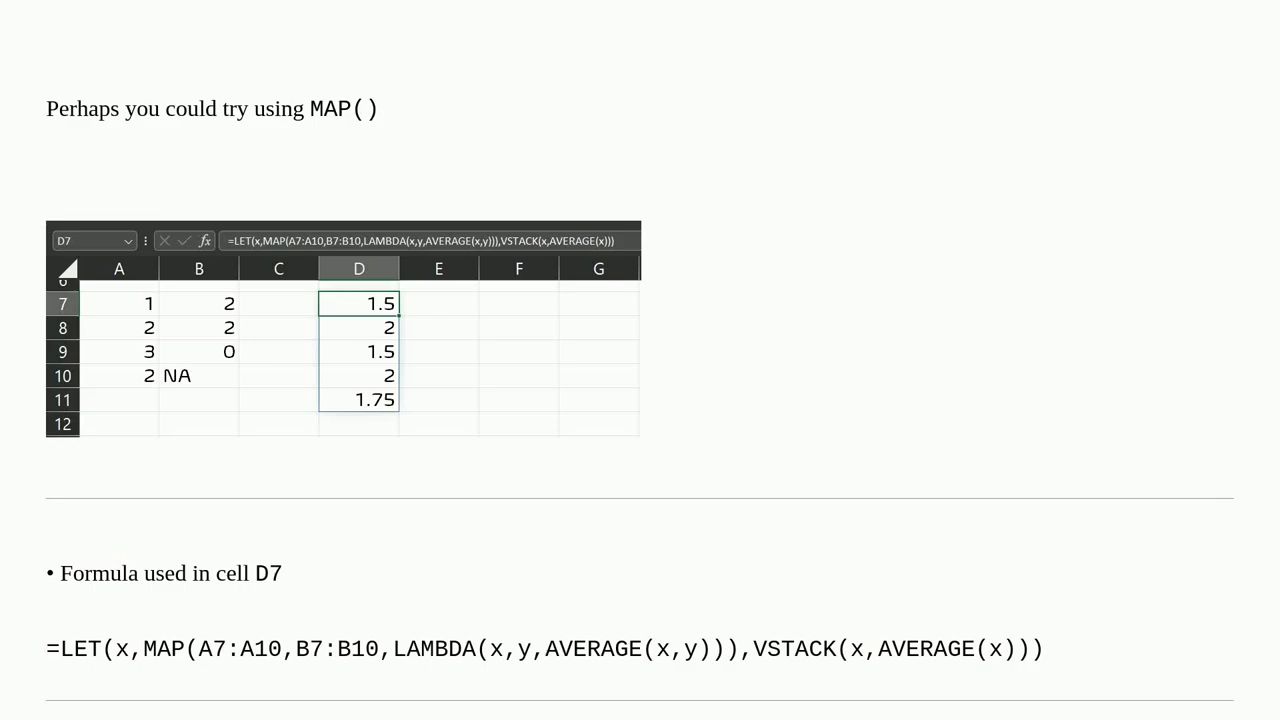 Perhaps you could try using MAP()
D7 fx =LET(x,MAP(A7:A10,B7:B10,LAMBDA(x,y,AVERAGE(x,y))),VSTACK(x,AVERAGE(x)))
A B C D E F G
6
7 1 2 1.5
8 2 2 2
9 3 0 1.5
10 2 NA 2
11 1.75
12
• Formula used in cell D7
=LET(x,MAP(A7:A10,B7:B10,LAMBDA(x,y,AVERAGE(x,y))),VSTACK(x,AVERAGE(x)))